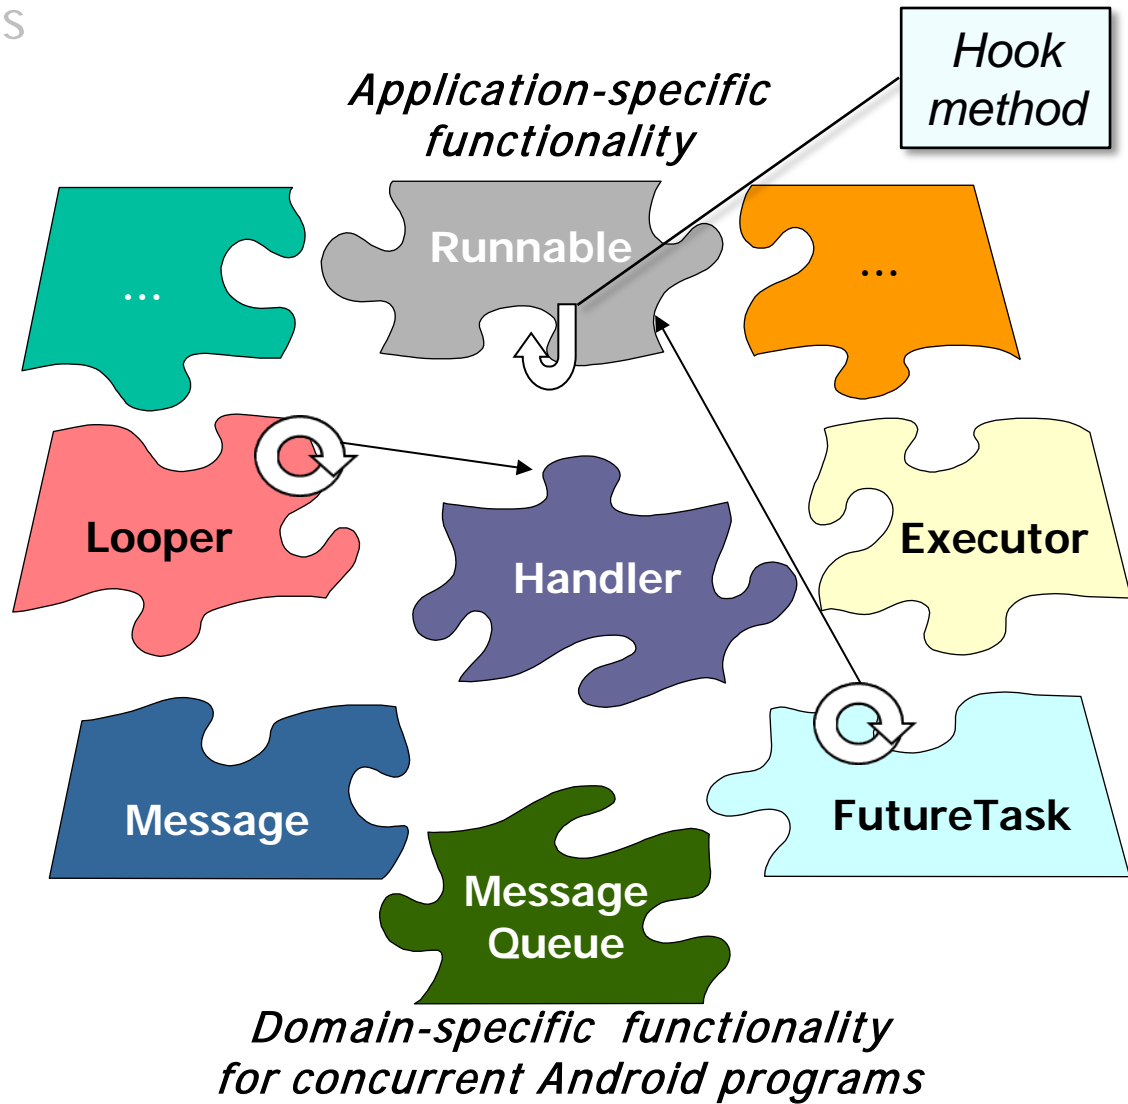 s
Hook
method
Application-specific
functionality
Runnable
...
...
Looper
Executor
Handler
Message
FutureTask
Message
Queue
Domain-specific functionality
for concurrent Android programs